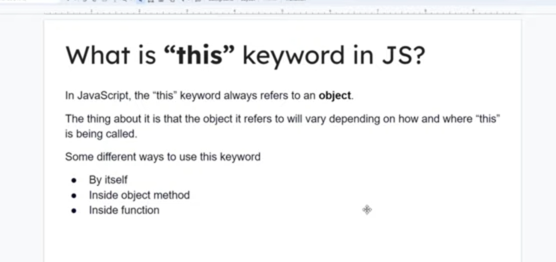 What is “this” keyword in JS?
In JavaScript, the “this” keyword always refers to an object.
The thing about it is that the object it refers to will vary depending on how and where “this”
is being called.
Some different ways to use this keyword
● By itself
● Inside object method
● Inside function